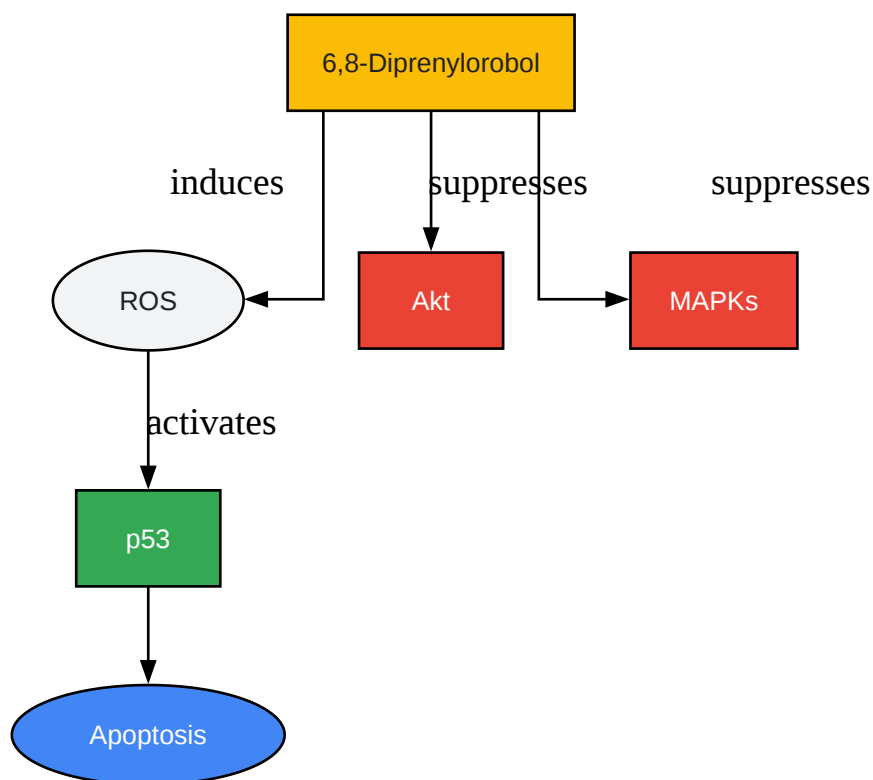 6,8-Diprenylorobol
induces
suppresses
suppresses
ROS
Akt
MAPKs
activates
p53
Apoptosis